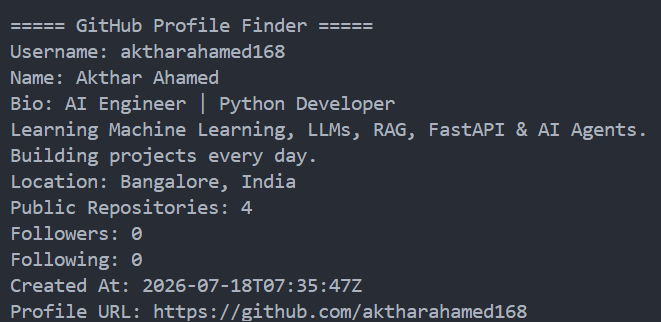 ===== GitHub Profile Finder =====
Username: aktharahamed168
Name: Akthar Ahamed
Bio: AI Engineer | Python Developer
Learning Machine Learning, LLMs, RAG, FastAPI & AI Agents.
Building projects every day.
Location: Bangalore, India
Public Repositories: 4
Followers: 0
Following: 0
Created At: 2026-07-18T07:35:47Z
Profile URL: https://github.com/aktharahamed168